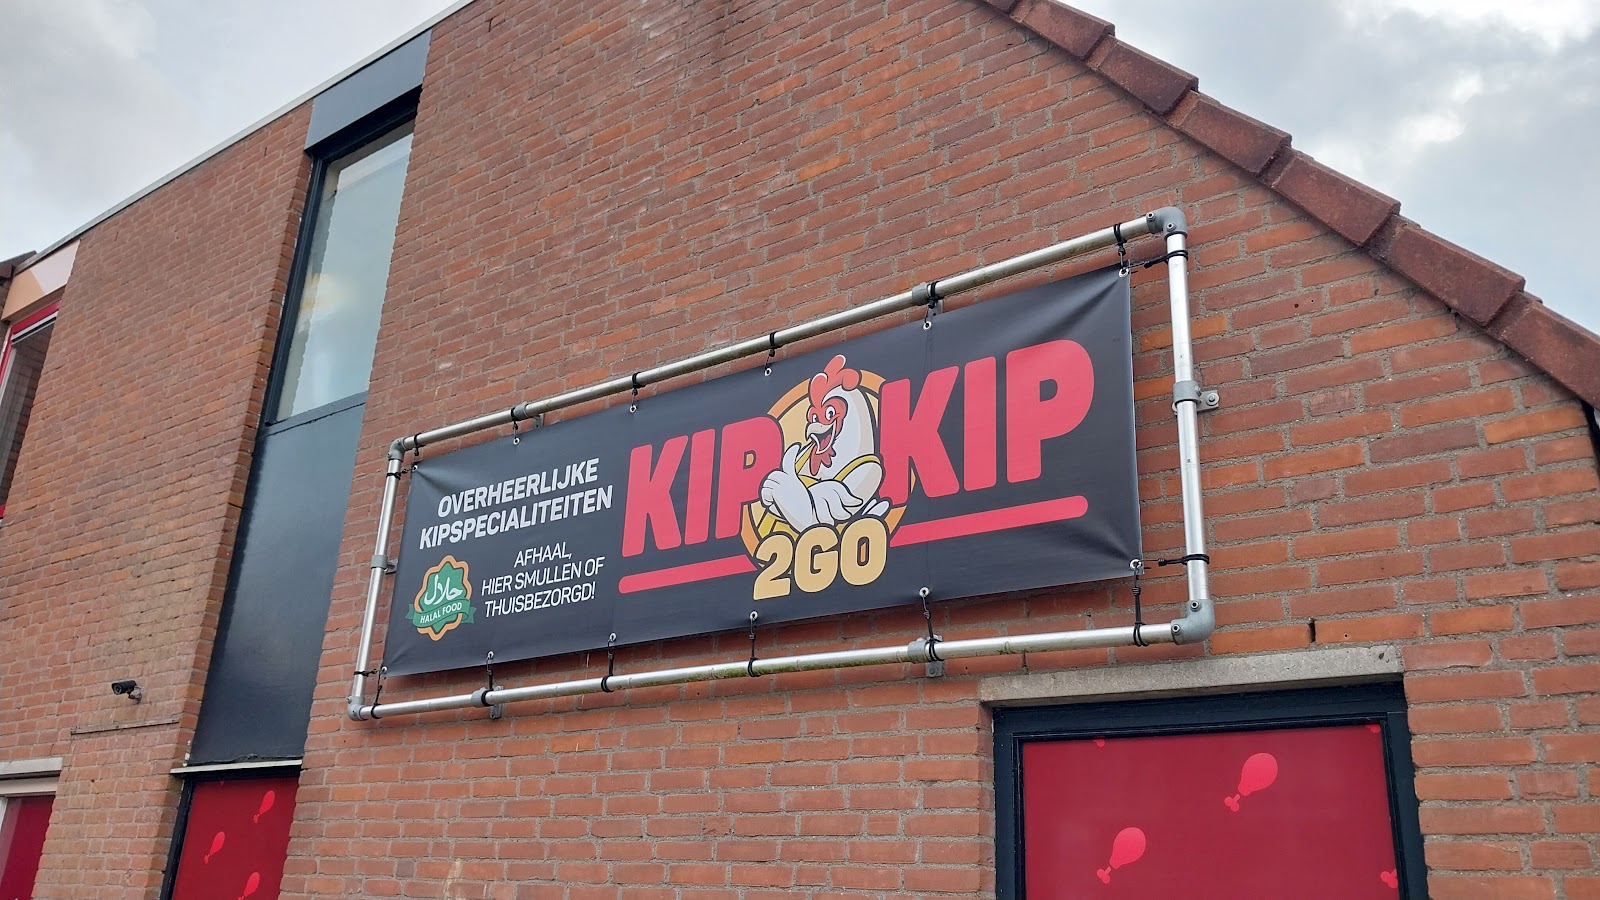 OVERHEERLIJKE
KIPSPECIALITEITEN
AFHAAL,
HIER SMULLEN OF
THUISBEZORGD!
حلال
HALAL FOOD
KIP KIP
2GO